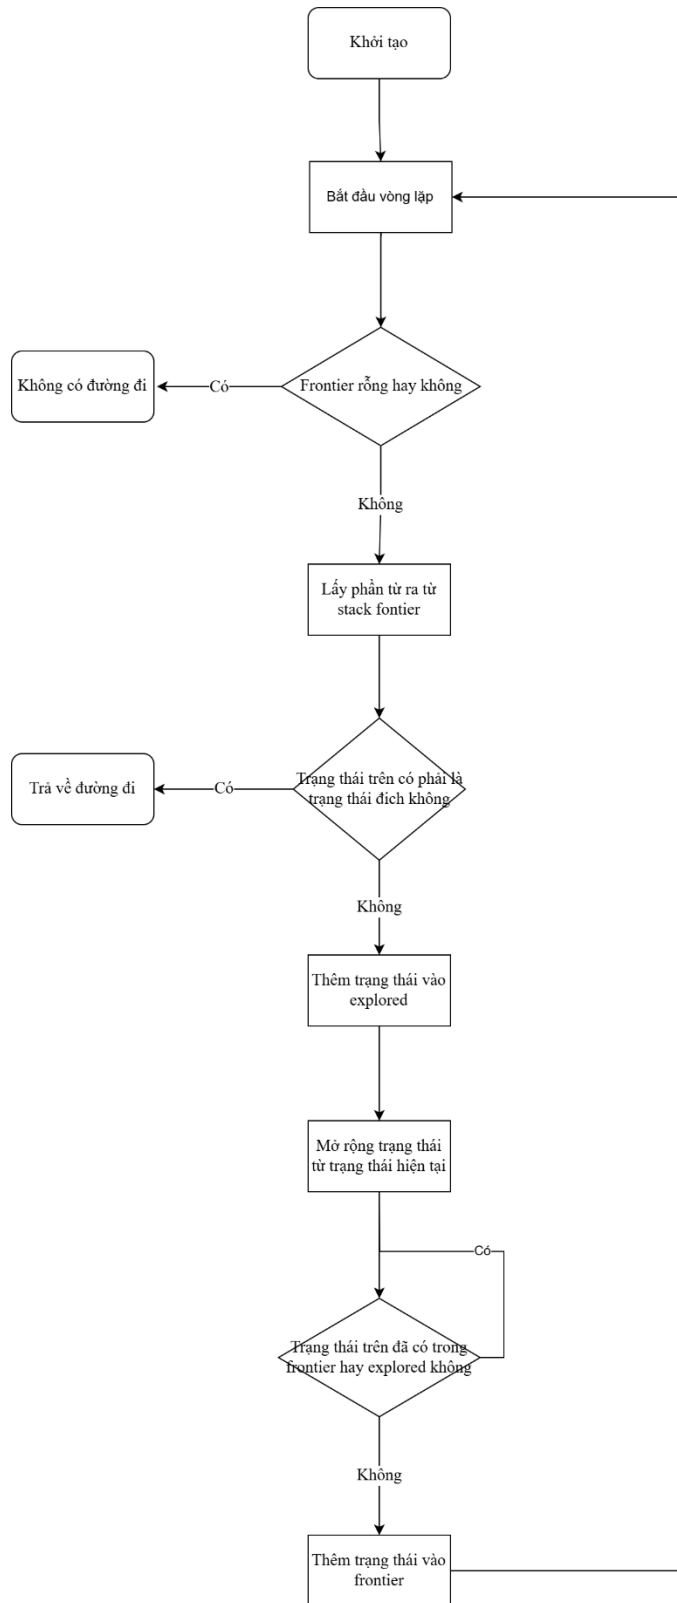 Khởi tạo
Bắt đầu vòng lặp
Frontier rỗng hay không
Có
Không có đường đi
Không
Lấy phần từ ra từ
stack fontier
Trạng thái trên có phải là
trạng thái đích không
Có
Trả về đường đi
Không
Thêm trạng thái vào
explored
Mở rộng trạng thái
từ trạng thái hiện tại
Có
Trạng thái trên đã có trong
frontier hay explored không
Không
Thêm trạng thái vào
frontier